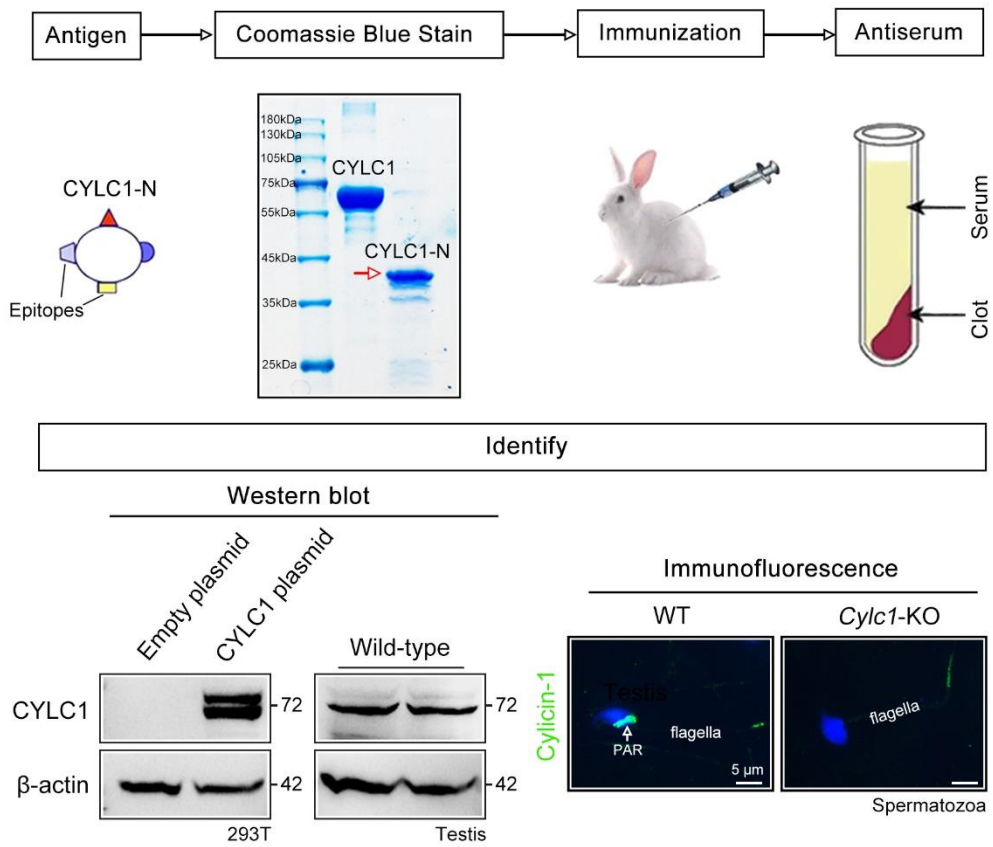 Antigen
Coomassie Blue Stain
Immunization
Antiserum
CYLC1-N
Epitopes
180kDa
130kDa
105kDa
75kDa
55kDa
45kDa
35kDa
25kDa
CYLC1
CYLC1-N
Serum
Clot
Identify
Western blot
Empty plasmid
CYLC1 plasmid
Wild-type
CYLC1
-72
-72
β-actin
-42
-42
293T
Testis
Immunofluorescence
WT
Cylc1-KO
Cylicin-1
Testis
PAR
flagella
5 μm
flagella
Spermatozoa